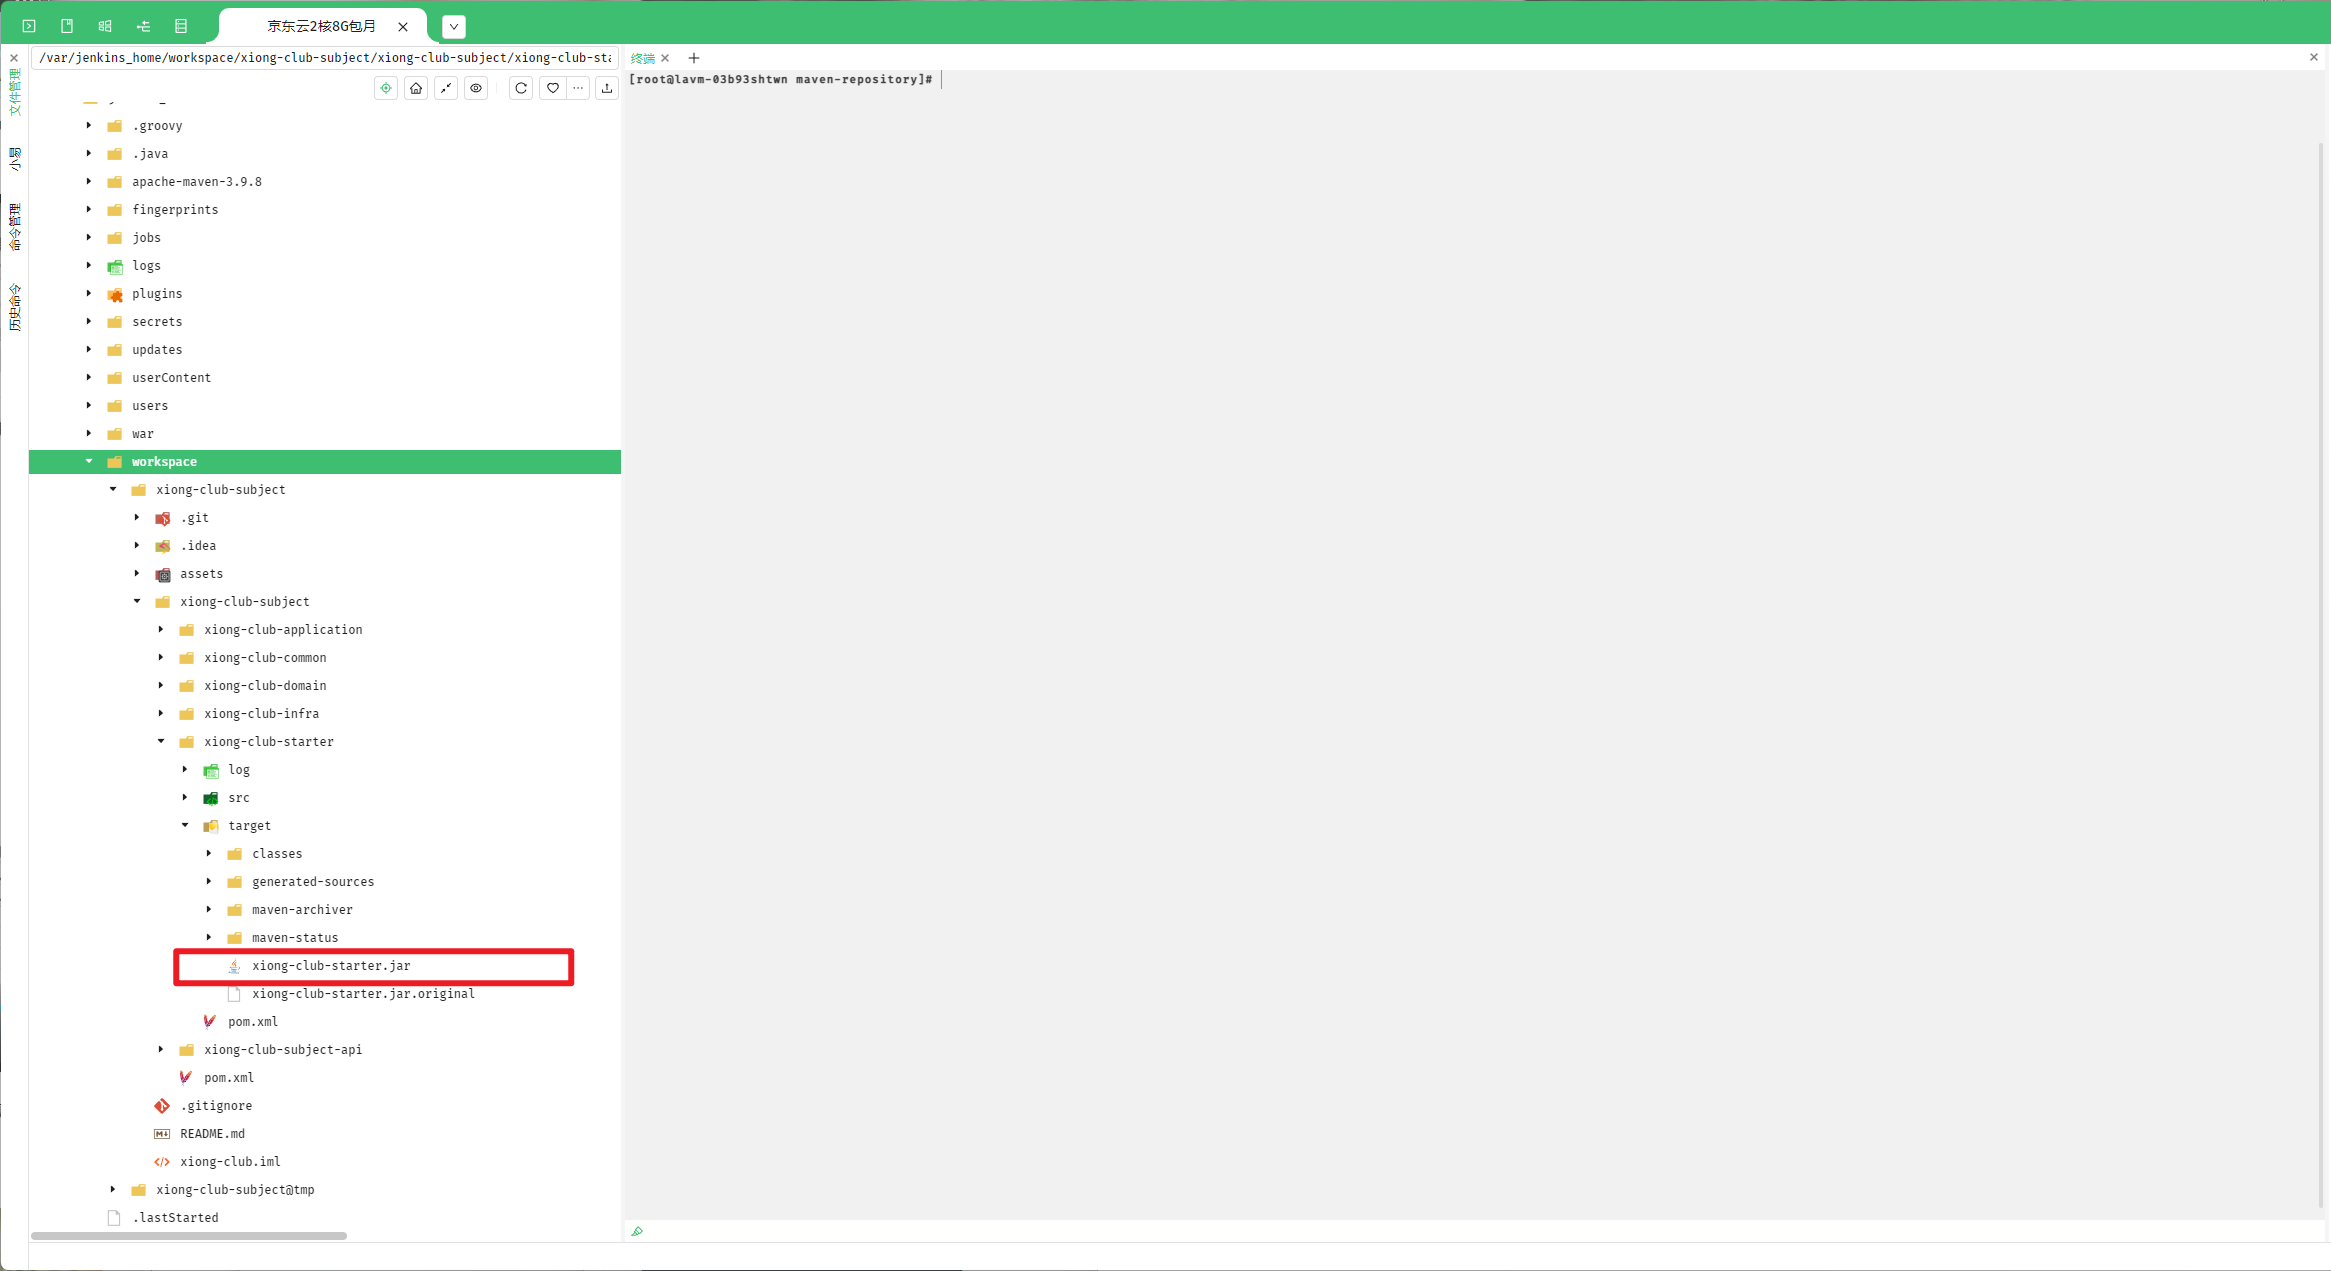 京东云2核8G包月
/var/jenkins_home/workspace/xiong-club-subject/xiong-club-subject/xiong-club-sta
终端
文件管理
小易
命令管理
历史命令
.groovy
.java
apache-maven-3.9.8
fingerprints
jobs
logs
plugins
secrets
updates
userContent
users
war
workspace
xiong-club-subject
.git
.idea
assets
xiong-club-subject
xiong-club-application
xiong-club-common
xiong-club-domain
xiong-club-infra
xiong-club-starter
log
src
target
classes
generated-sources
maven-archiver
maven-status
xiong-club-starter.jar
xiong-club-starter.jar.original
pom.xml
xiong-club-subject-api
pom.xml
.gitignore
README.md
xiong-club.iml
xiong-club-subject@tmp
.lastStarted
[root@lavm-03b93shtwn maven-repository]#